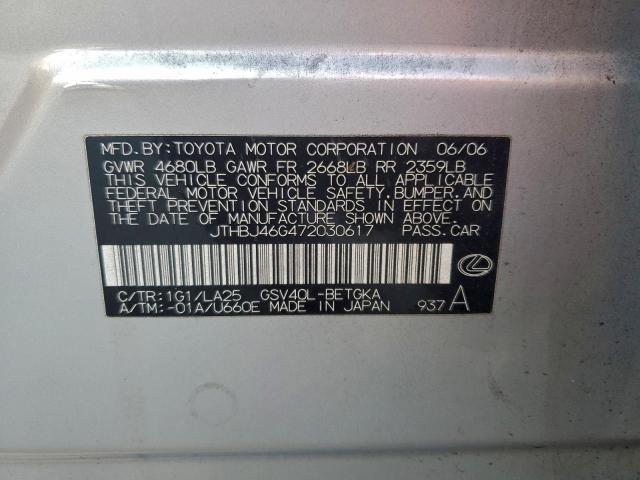 MFD. BY: TOYOTA MOTOR CORPORATION 06/06
GVWR 4680LB GAWR FR 2668LB RR 2359LB
THIS VEHICLE CONFORMS TO ALL APPLICABLE
FEDERAL MOTOR VEHICLE SAFETY, BUMPER, AND
THEFT PREVENTION STANDARDS IN EFFECT ON
THE DATE OF MANUFACTURE SHOWN ABOVE.
JTHBJ46G472030617 PASS. CAR
C/TR: 1G1/LA25 GSV40L-BETGKA
A/TM: -01A/U660E MADE IN JAPAN 937 A